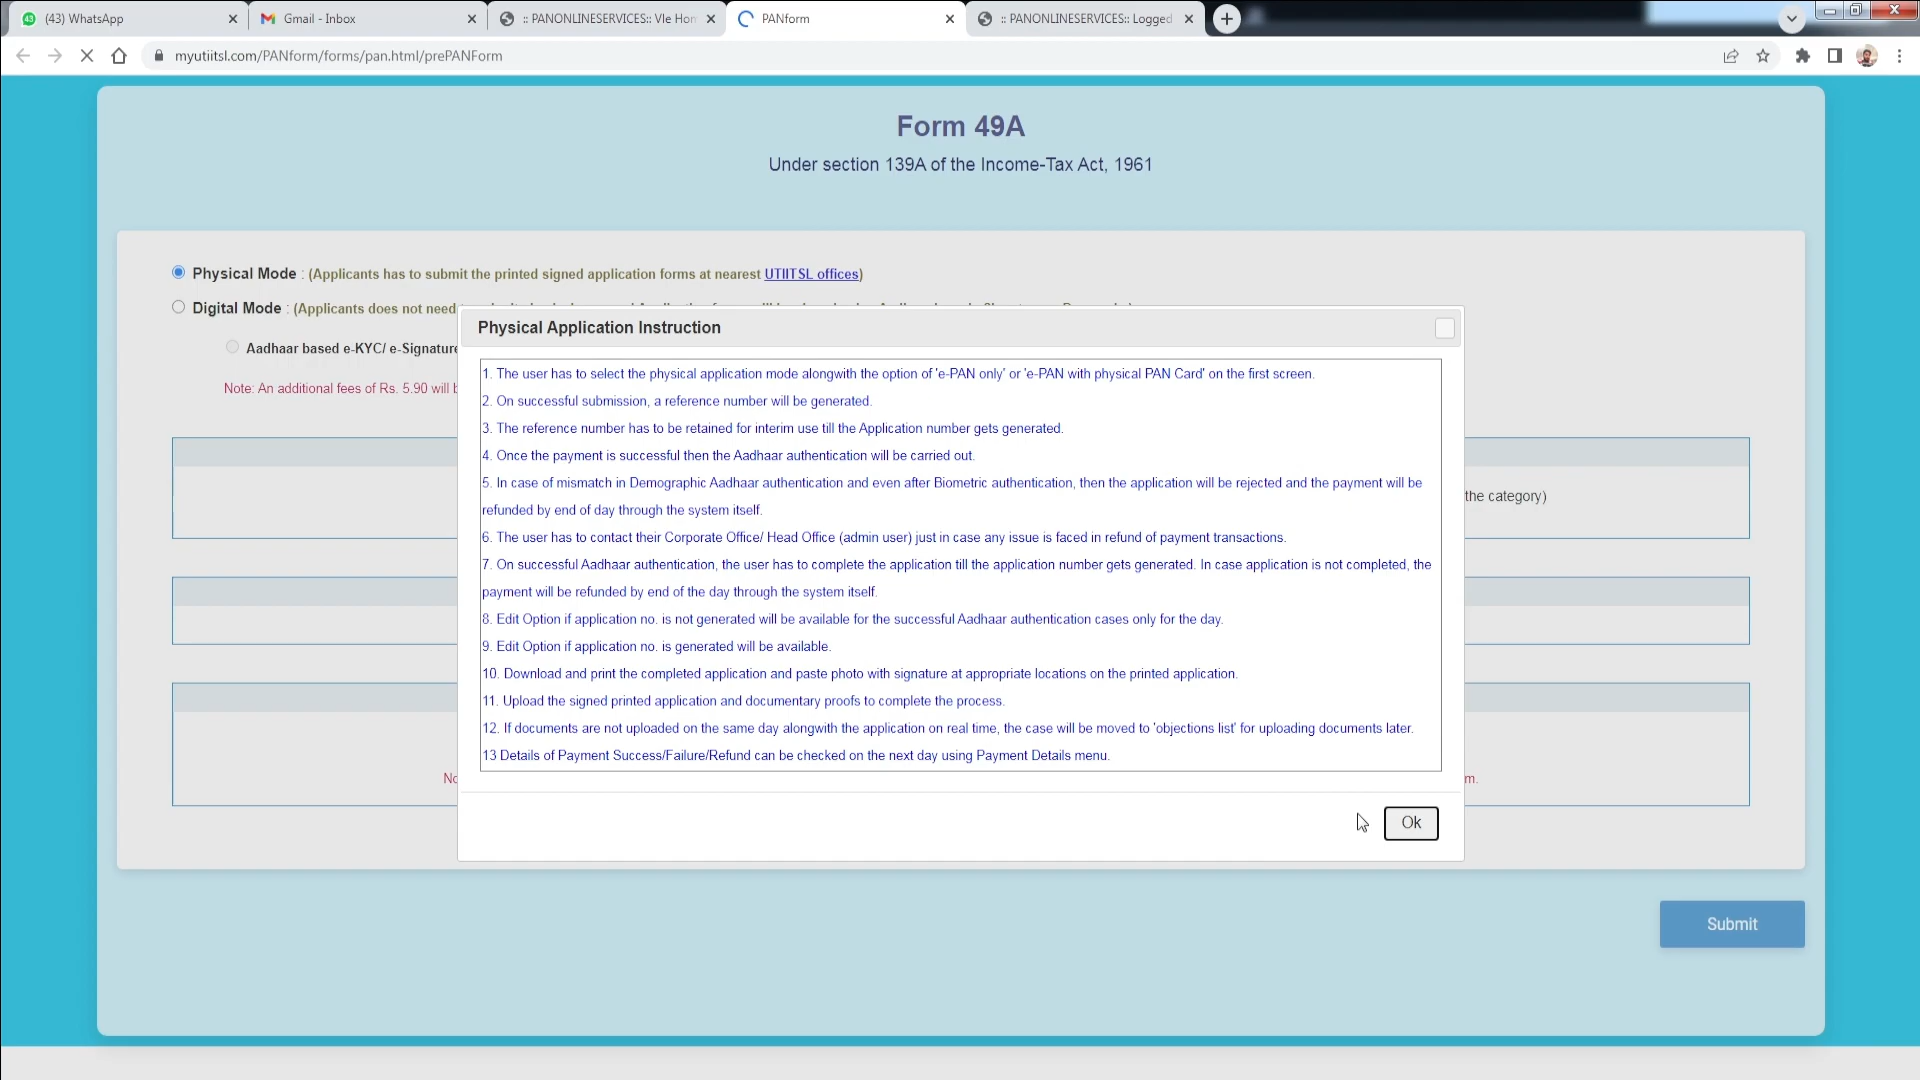 43 (43) WhatsApp
Gmail - Inbox
:: PANONLINESERVICES:: Vle Hon
PANform
:: PANONLINESERVICES:: Logged
myutiitsl.com/PANform/forms/pan.html/prePANForm
Form 49A
Under section 139A of the Income-Tax Act, 1961
Physical Mode : (Applicants has to submit the printed signed application forms at nearest UTIITSL offices)
Digital Mode : (Applicants does not need
Aadhaar based e-KYC/ e-Signature
Note: An additional fees of Rs. 5.90 will b
Physical Application Instruction
1. The user has to select the physical application mode alongwith the option of 'e-PAN only' or 'e-PAN with physical PAN Card' on the first screen.
2. On successful submission, a reference number will be generated.
3. The reference number has to be retained for interim use till the Application number gets generated.
4. Once the payment is successful then the Aadhaar authentication will be carried out.
5. In case of mismatch in Demographic Aadhaar authentication and even after Biometric authentication, then the application will be rejected and the payment will be
refunded by end of day through the system itself.
6. The user has to contact their Corporate Office/ Head Office (admin user) just in case any issue is faced in refund of payment transactions.
7. On successful Aadhaar authentication, the user has to complete the application till the application number gets generated. In case application is not completed, the
payment will be refunded by end of the day through the system itself.
8. Edit Option if application no. is not generated will be available for the successful Aadhaar authentication cases only for the day.
9. Edit Option if application no. is generated will be available.
10. Download and print the completed application and paste photo with signature at appropriate locations on the printed application.
11. Upload the signed printed application and documentary proofs to complete the process.
12. If documents are not uploaded on the same day alongwith the application on real time, the case will be moved to 'objections list' for uploading documents later.
13 Details of Payment Success/Failure/Refund can be checked on the next day using Payment Details menu.
the category)
No
m.
Ok
Submit